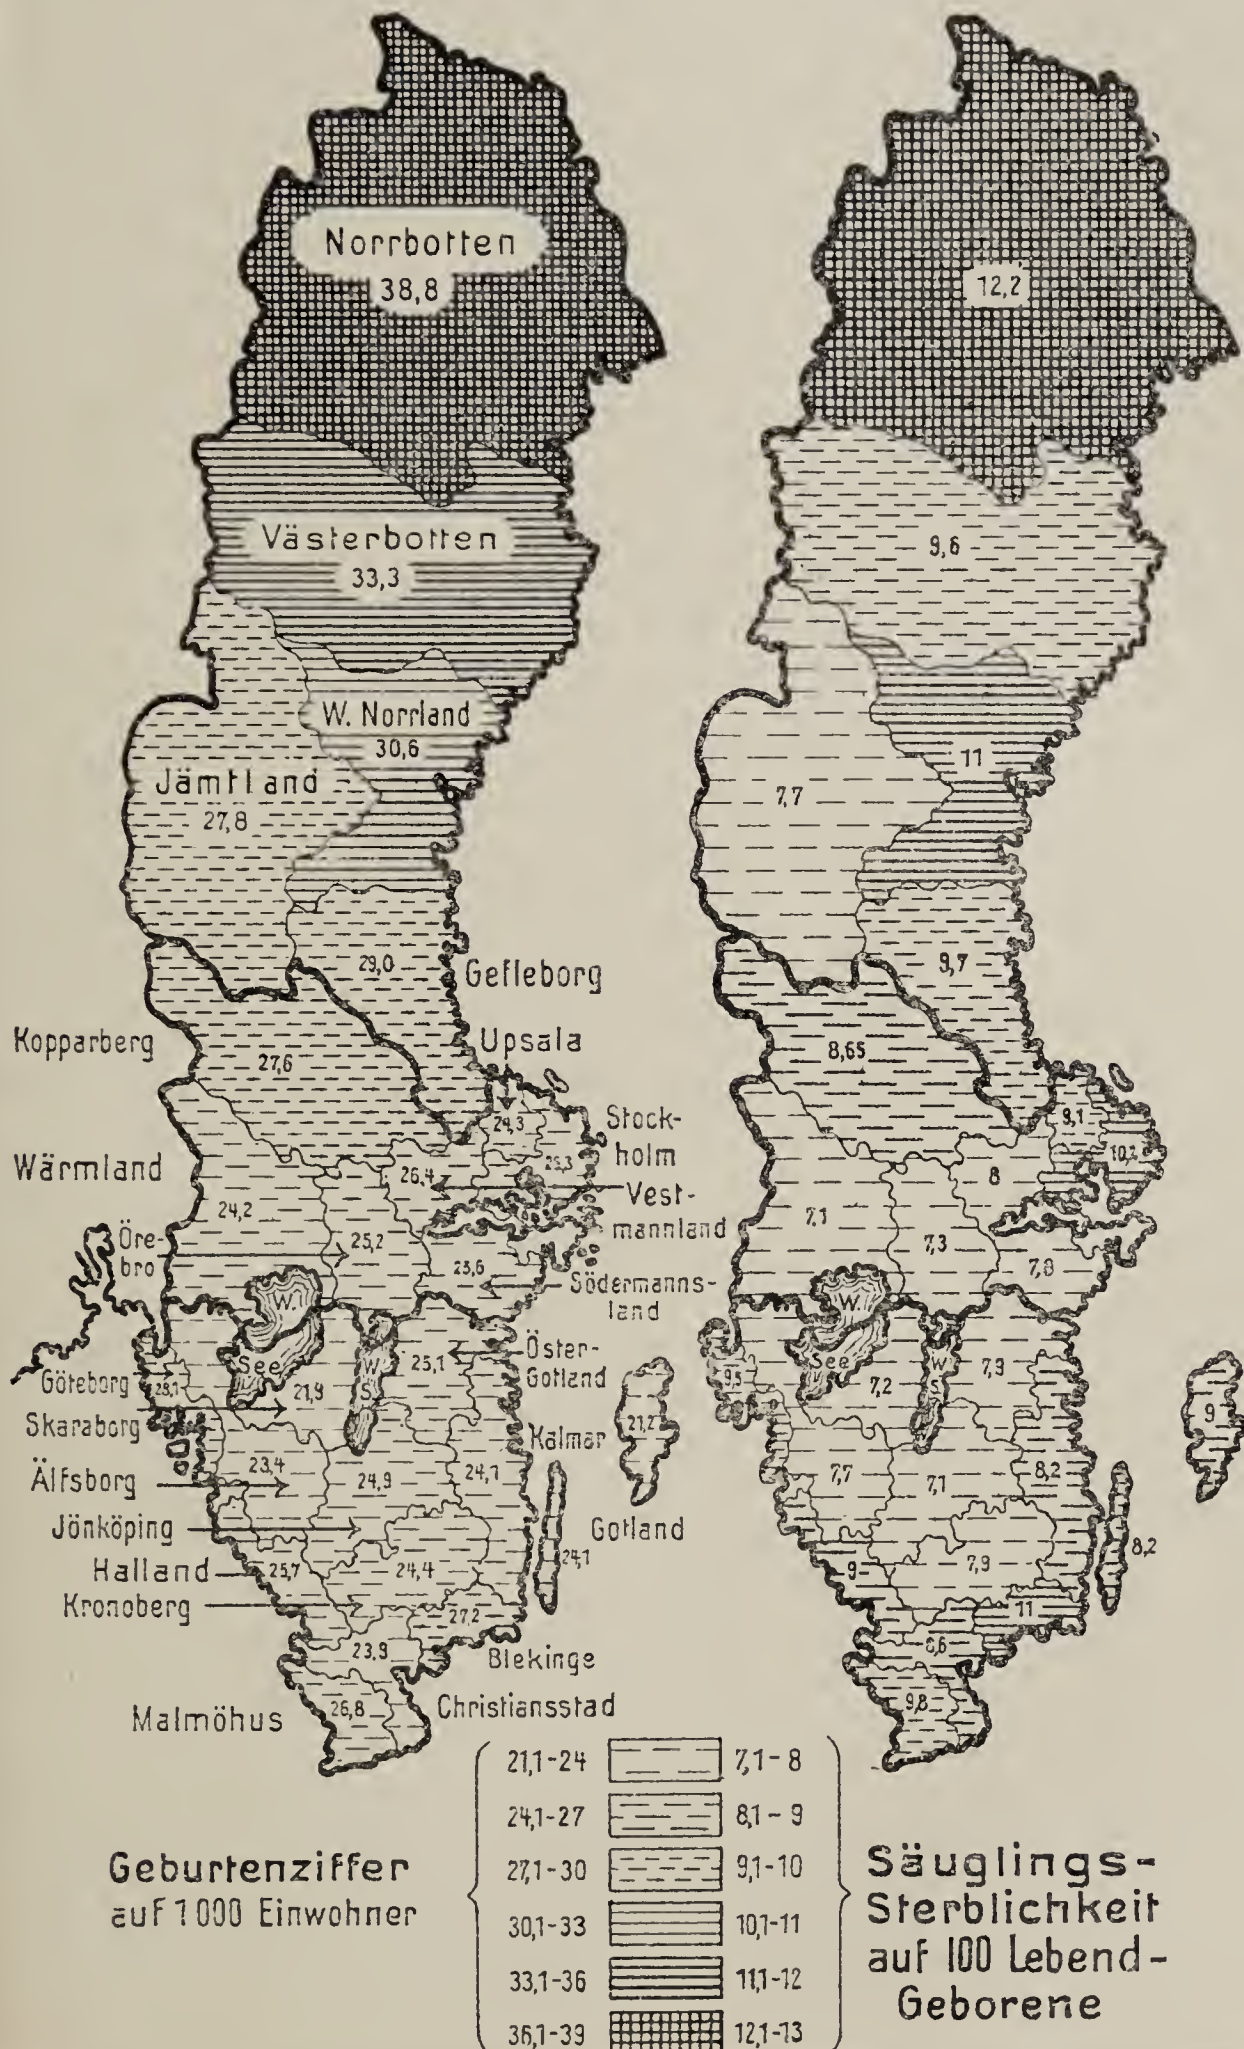 Norrbotten
38,8
Västerbotten
33,3
W. Norrland
30,6
Jämtland
27,8
29,0
Gefleborg
Kopparberg
27,6
Upsala
24,3
Stock-
holm
Wärmland
26,4
Vest-
mannland
24,2
Öre-
bro
25,2
23,6
Södermanns-
land
W.
See
W.
S.
25,1
Öster-
Gotland
Göteborg
21,9
21,2
Skaraborg
Kalmar
23,4
24,9
24,1
Älfsborg
Jönköping
Gotland
Halland
25,7
24,4
24,1
Kronoberg
27,2
23,9
Blekinge
Malmöhus
26,8
Christiansstad
12,2
9,6
11
7,7
9,7
8,65
9,1
10,2
8
7,1
7,3
7,8
W.
See
W.
S.
9,5
7,2
7,9
9
7,7
7,1
8,2
9
7,9
8,2
11
8,6
9,8
21,1-24 7,1-8
24,1-27 8,1-9
27,1-30 9,1-10
30,1-33 10,1-11
33,1-36 11,1-12
36,1-39 12,1-13
Geburtenziffer
auf 1000 Einwohner
Säuglings-
Sterblichkeit
auf 100 Lebend-
Geborene